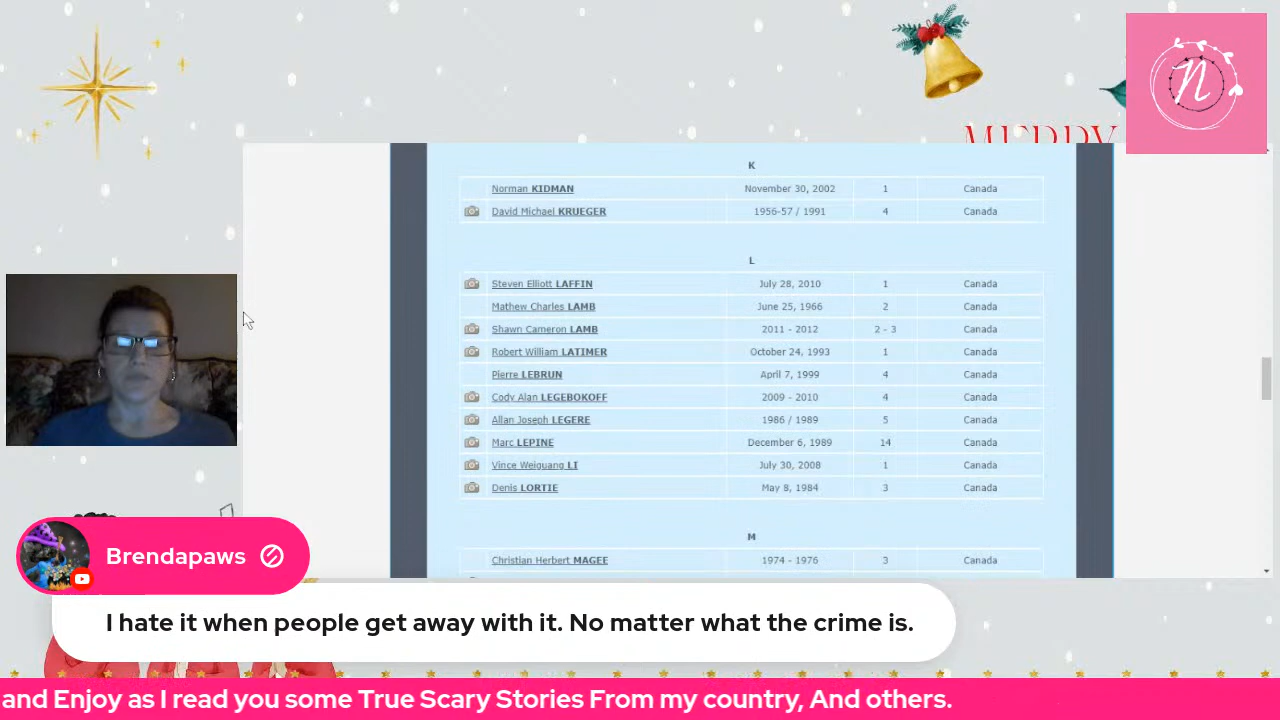 n
MERRY
K
Norman KIDMAN November 30, 2002 1 Canada
David Michael KRUEGER 1956-57 / 1991 4 Canada
L
Steven Elliott LAFFIN July 28, 2010 1 Canada
Mathew Charles LAMB June 25, 1966 2 Canada
Shawn Cameron LAMB 2011 - 2012 2 - 3 Canada
Robert William LATIMER October 24, 1993 1 Canada
Pierre LEBRUN April 7, 1999 4 Canada
Cody Alan LEGEBOKOFF 2009 - 2010 4 Canada
Allan Joseph LEGERE 1986 / 1989 5 Canada
Marc LEPINE December 6, 1989 14 Canada
Vince Weiguang LI July 30, 2008 1 Canada
Denis LORTIE May 8, 1984 3 Canada
M
Christian Herbert MAGEE 1974 - 1976 3 Canada
Brendapaws
I hate it when people get away with it. No matter what the crime is.
and Enjoy as I read you some True Scary Stories From my country, And others.